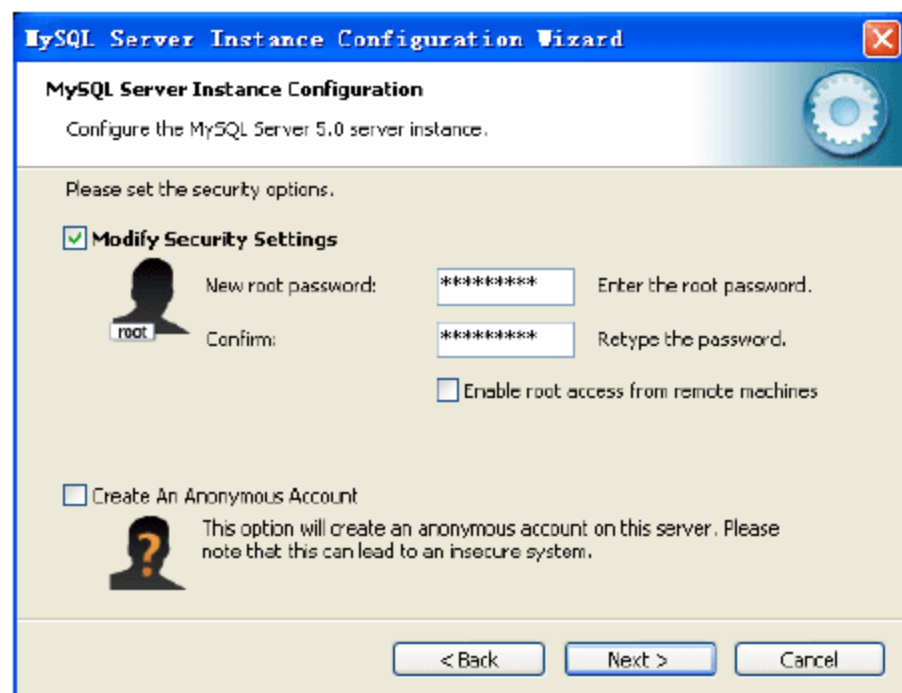 MySQL Server Instance Configuration Wizard
MySQL Server Instance Configuration
Configure the MySQL Server 5.0 server instance.
Please set the security options.
Modify Security Settings
New root password: ********* Enter the root password.
root
Confirm: ********* Retype the password.
Enable root access from remote machines
Create An Anonymous Account
This option will create an anonymous account on this server. Please
note that this can lead to an insecure system.
?
< Back Next > Cancel